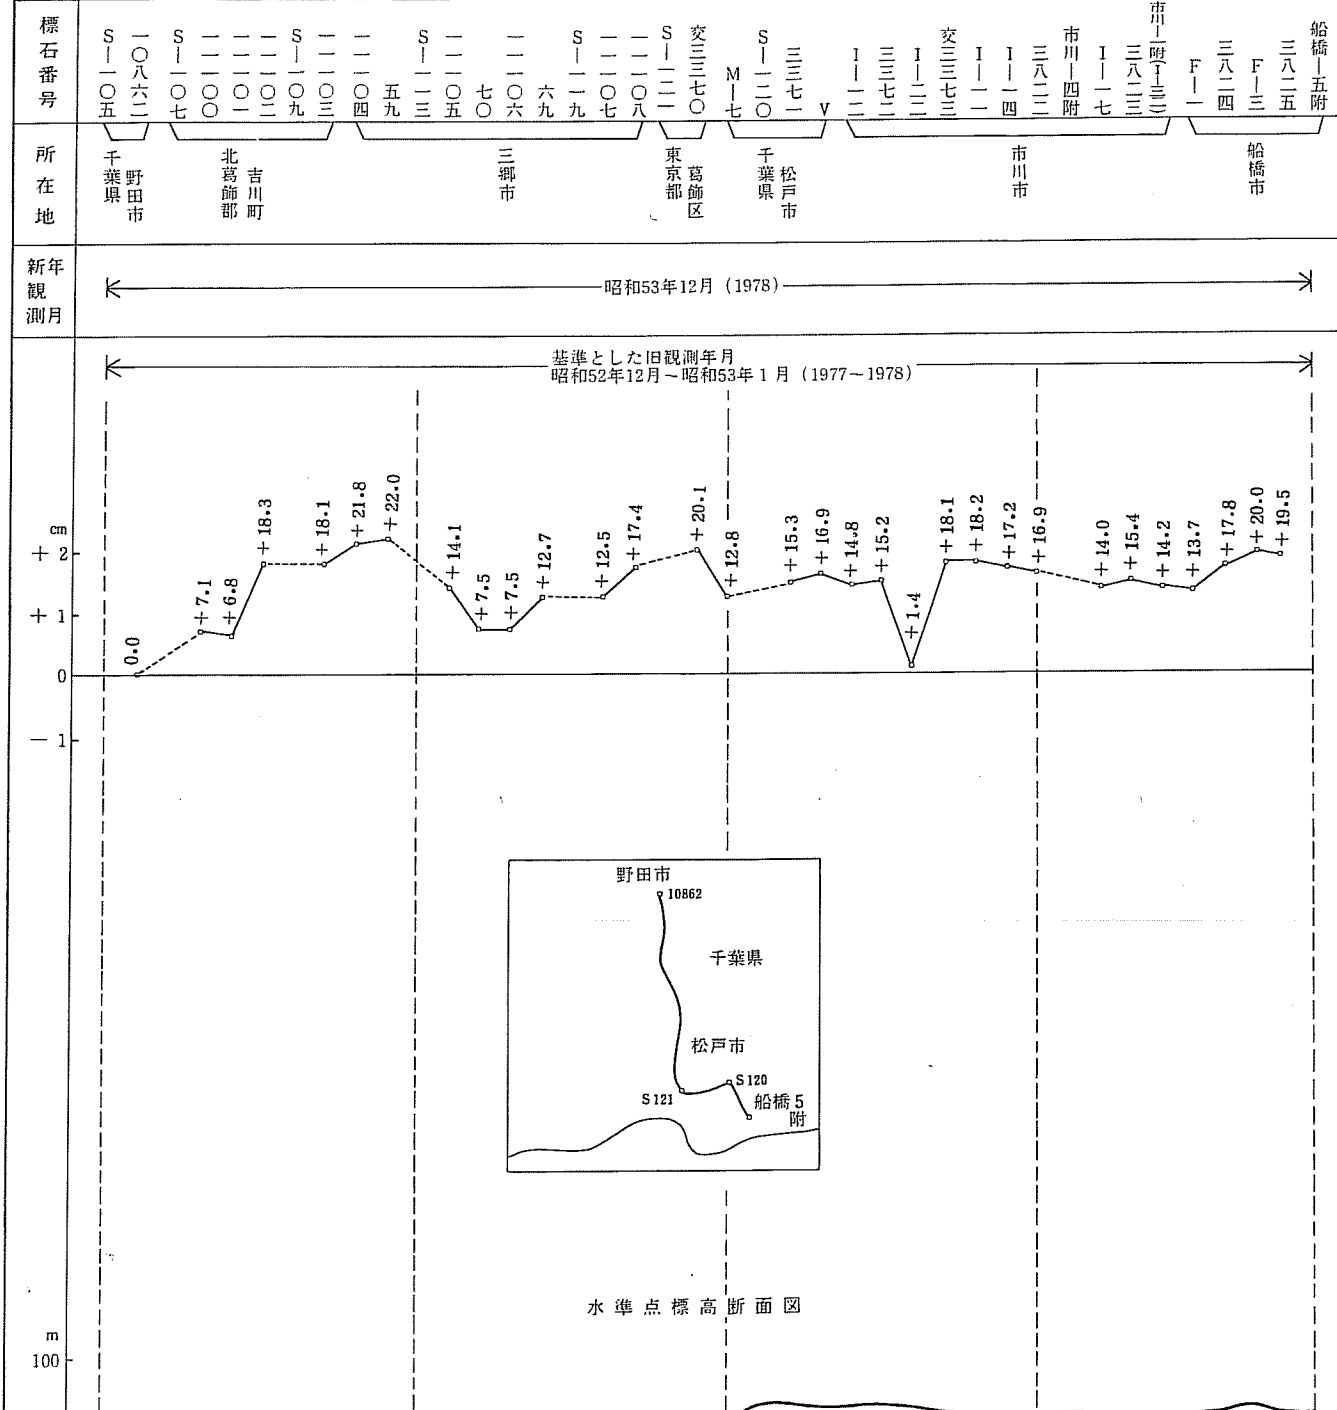 標石番号
S—一〇五
一〇八六二
S—一〇七
一一一〇〇
一一一〇一
一一一〇二
S—一〇九
一一一〇三
一一一〇四
五九
S—一一三
一一一〇五
七〇
一一一〇六
六九
S—一一九
一一一〇七
一一一〇八
S—一二一
交三三七〇
M—七
S—一二〇
三三七一
V
I—一二
三三七二
I—二二
交三三七三
I—一一
I—一四
三八二二
市川—四附
I—一七
三八二三
F—一
三八二四
F—三
三八二五
船橋—五附
所在地
千葉県
野田市
北葛飾郡
吉川町
三郷市
東京都
葛飾区
千葉県
松戸市
市川市
船橋市
新観測年月
昭和53年12月 (1978)
基準とした旧観測年月
昭和52年12月～昭和53年1月 (1977～1978)
cm
+2
+1
0
-1
0.0
+7.1
+6.8
+18.3
+18.1
+21.8
+22.0
+14.1
+7.5
+7.5
+12.7
+12.5
+17.4
+20.1
+12.8
+15.3
+16.9
+14.8
+15.2
+1.4
+18.1
+18.2
+17.2
+16.9
+14.0
+15.4
+14.2
+13.7
+17.8
+20.0
+19.5
野田市
10862
千葉県
松戸市
S120
S121
船橋5
附
水準点標高断面図
m
100